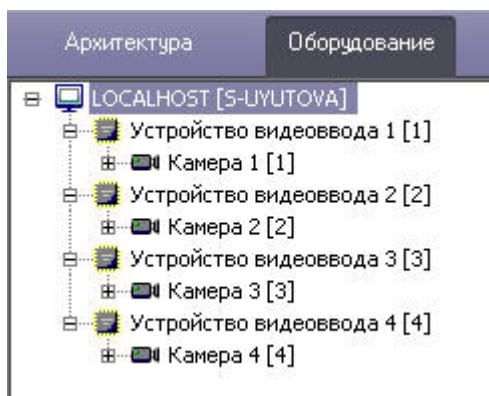 Архитектура Оборудование
LOCALHOST [S-UYUTOVA]
Устройство видеоввода 1 [1]
Камера 1 [1]
Устройство видеоввода 2 [2]
Камера 2 [2]
Устройство видеоввода 3 [3]
Камера 3 [3]
Устройство видеоввода 4 [4]
Камера 4 [4]